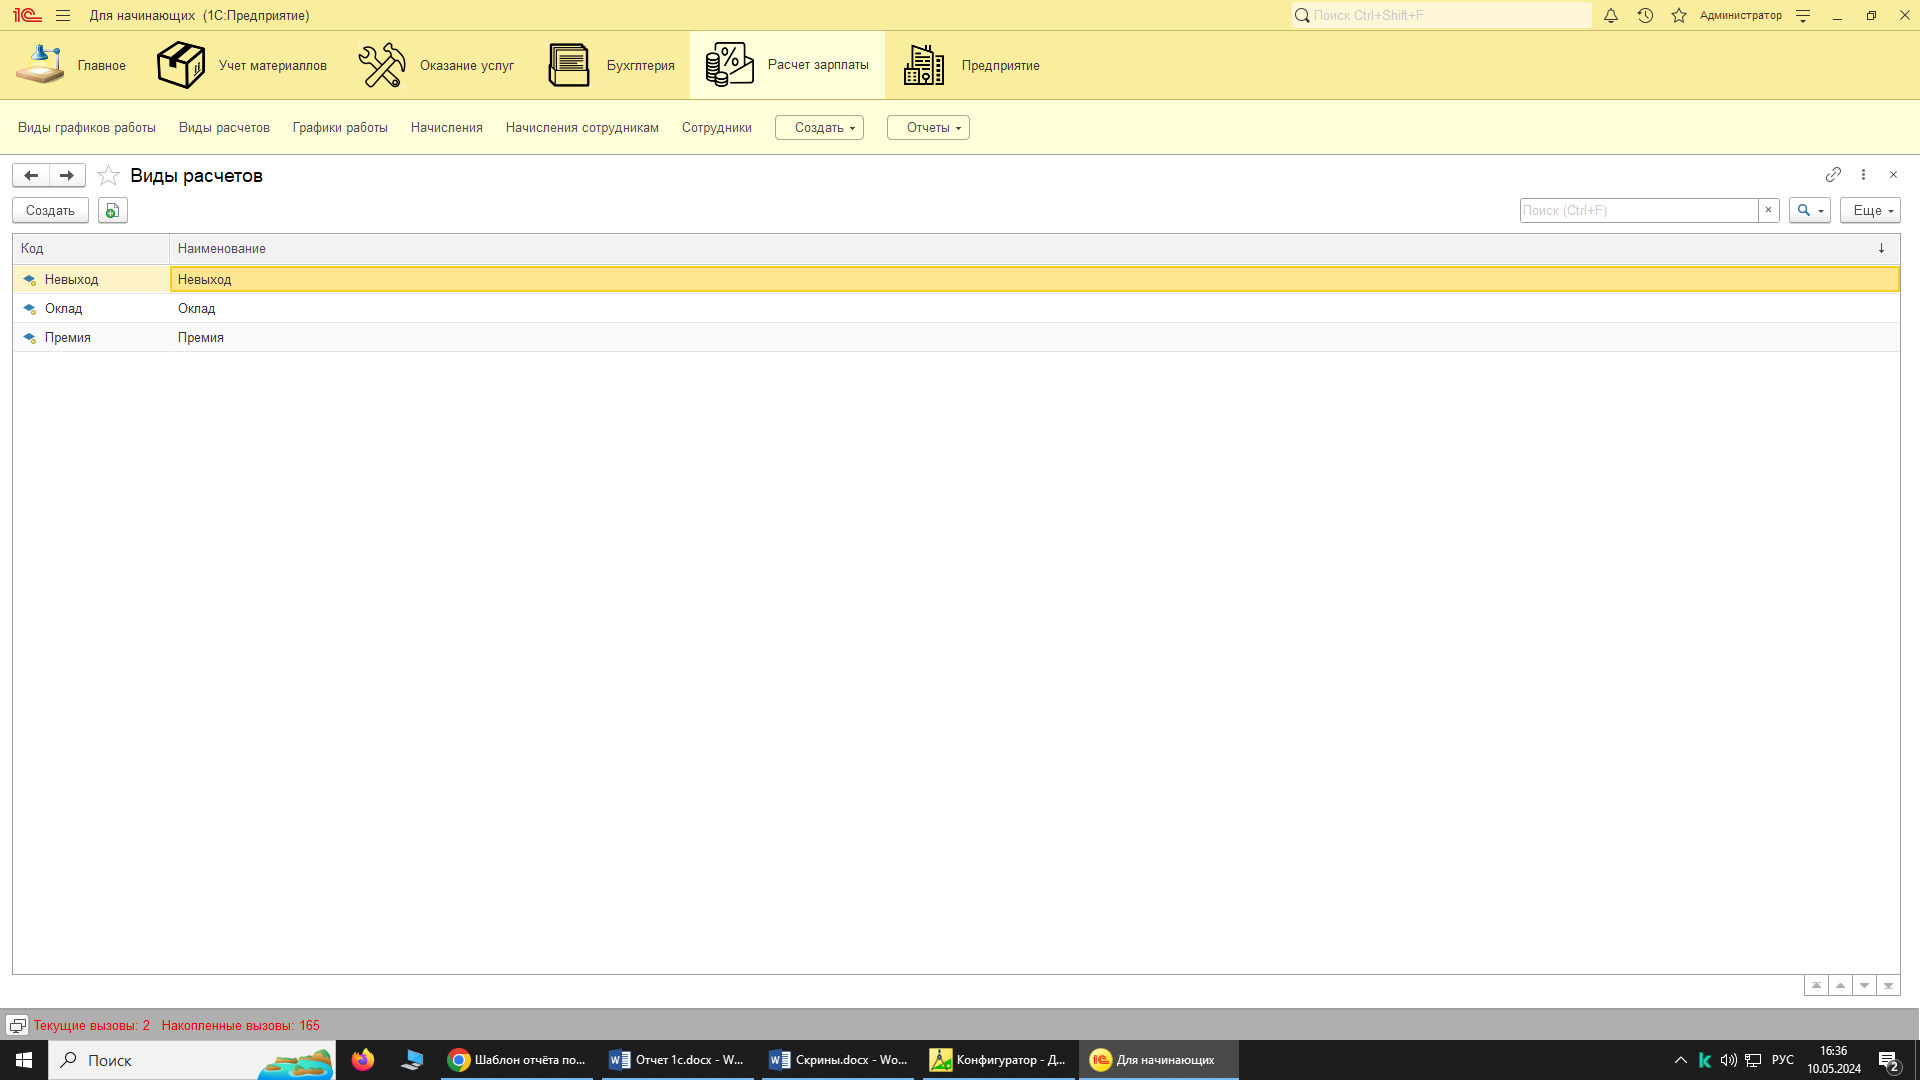 1С Для начинающих (1С:Предприятие) Поиск Ctrl+Shift+F Администратор
Главное Учет материаллов Оказание услуг Бухглтерия Расчет зарплаты Предприятие
Виды графиков работы Виды расчетов Графики работы Начисления Начисления сотрудникам Сотрудники Создать Отчеты
Виды расчетов
Создать Поиск (Ctrl+F) × Еще
Код Наименование
Невыход Невыход
Оклад Оклад
Премия Премия
Текущие вызовы: 2 Накопленные вызовы: 165
Поиск Шаблон отчёта по... Отчет 1с.docx - W... Скрины.docx - Wo... Конфигуратор - Д... Для начинающих РУС 16:36
10.05.2024 2